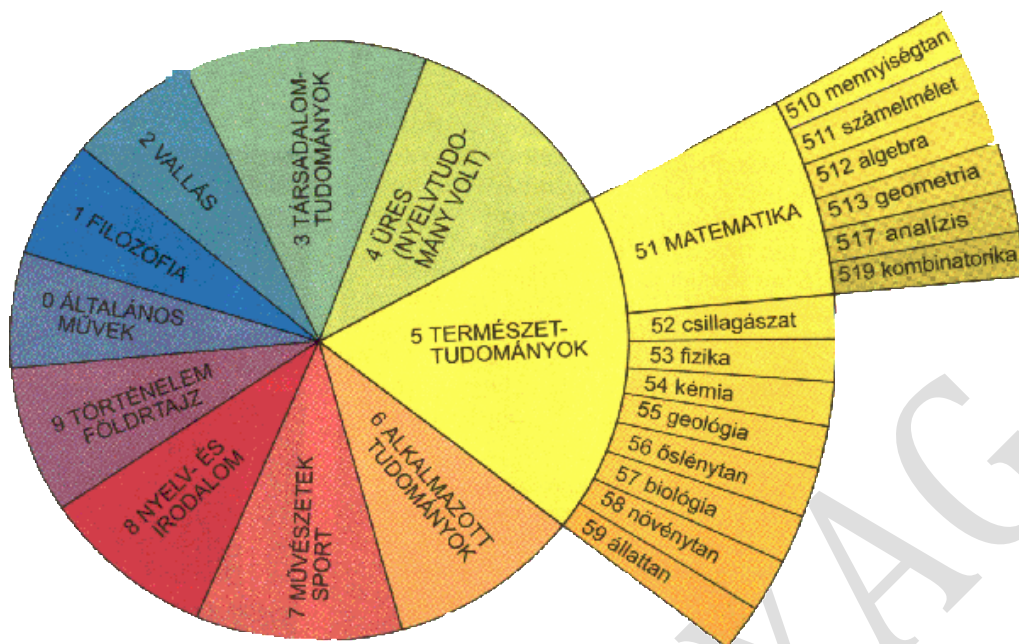 0 ÁLTALÁNOS
MŰVEK
1 FILOZÓFIA
2 VALLÁS
3 TÁRSADALOM-
TUDOMÁNYOK
4 ÜRES
(NYELVTUDO-
MÁNY VOLT)
5 TERMÉSZET-
TUDOMÁNYOK
6 ALKALMAZOTT
TUDOMÁNYOK
7 MŰVÉSZETEK
SPORT
8 NYELV- ÉS
IRODALOM
9 TÖRTÉNELEM
FÖLDRTAJZ
51 MATEMATIKA
510 mennyiségtan
511 számelmélet
512 algebra
513 geometria
517 analízis
519 kombinatorika
52 csillagászat
53 fizika
54 kémia
55 geológia
56 őslénytan
57 biológia
58 növénytan
59 állattan